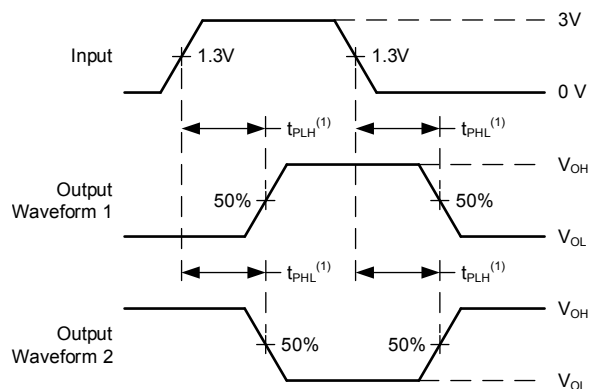 3V
Input
1.3V
1.3V
0 V
tPLH(1)
tPHL(1)
VOH
Output
Waveform 1
50%
50%
VOL
tPHL(1)
tPLH(1)
VOH
Output
Waveform 2
50%
50%
VOL